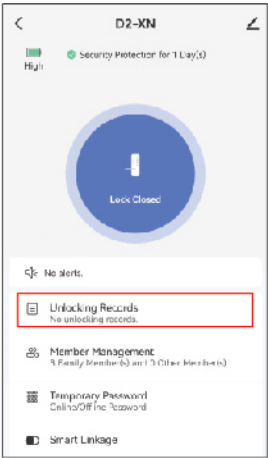 D2-XN
High
Security Protection for 1 Day(s)
Lock Closed
No alerts.
Unlocking Records
No unlocking records.
Member Management
Family Member(s) and 0 Other Member(s)
Temporary Password
Online/Offline Password
Smart Linkage